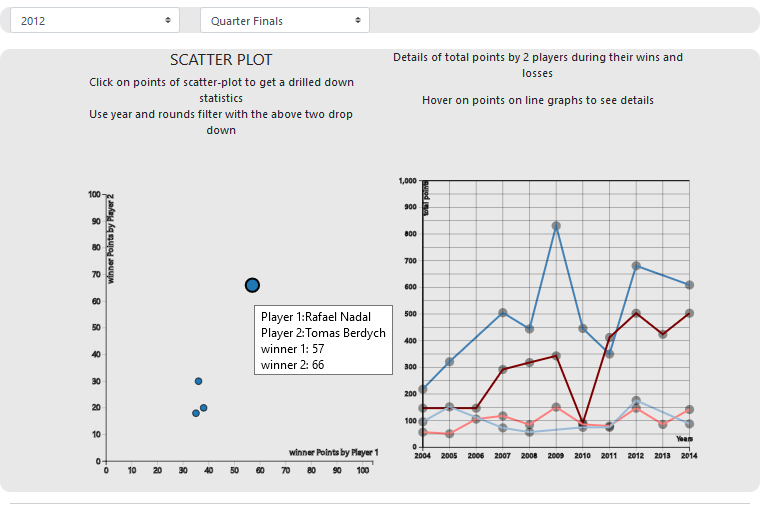 2012
Quarter Finals
SCATTER PLOT
Click on points of scatter-plot to get a drilled down
statistics
Use year and rounds filter with the above two drop
down
Details of total points by 2 players during their wins and
losses
Hover on points on line graphs to see details
100
90
80
70
60
50
40
30
20
10
0
winner Points by Player 2
Player 1:Rafael Nadal
Player 2:Tomas Berdych
winner 1: 57
winner 2: 66
winner Points by Player 1
0 10 20 30 40 50 60 70 80 90 100
1,000
900
800
700
600
500
400
300
200
100
0
total points
Years
2004 2005 2006 2007 2008 2009 2010 2011 2012 2013 2014